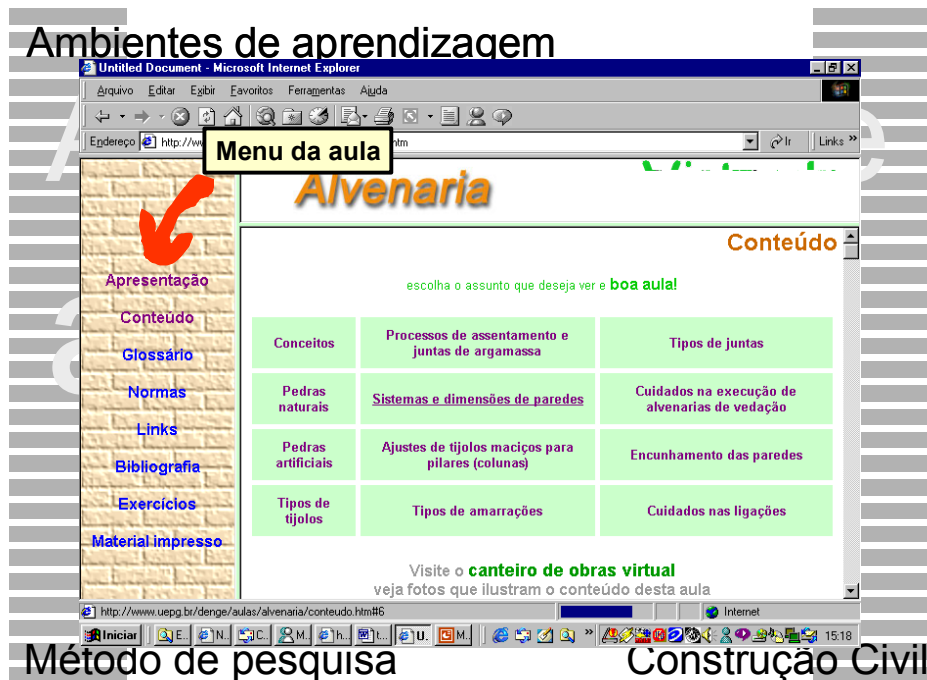 Ambientes de aprendizagem
Untitled Document - Microsoft Internet Explorer
Arquivo Editar Exibir Favoritos Ferramentas Ajuda
Endereço http://w
Menu da aula
Ir Links »
Alvenaria
Conteúdo
escolha o assunto que deseja ver e boa aula!
Apresentação
Conteúdo
Glossário
Normas
Links
Bibliografia
Exercícios
Material impresso
Conceitos
Processos de assentamento e
juntas de argamassa
Tipos de juntas
Pedras
naturais
Sistemas e dimensões de paredes
Cuidados na execução de
alvenarias de vedação
Pedras
artificiais
Ajustes de tijolos maciços para
pilares (colunas)
Encunhamento das paredes
Tipos de
tijolos
Tipos de amarrações
Cuidados nas ligações
Visite o canteiro de obras virtual
veja fotos que ilustram o conteúdo desta aula
http://www.uepg.br/denge/aulas/alvenaria/conteudo.htm#6
Internet
Iniciar E... N... C... M... h... t... U... M... » 15:18
Método de pesquisa
Construção Civil